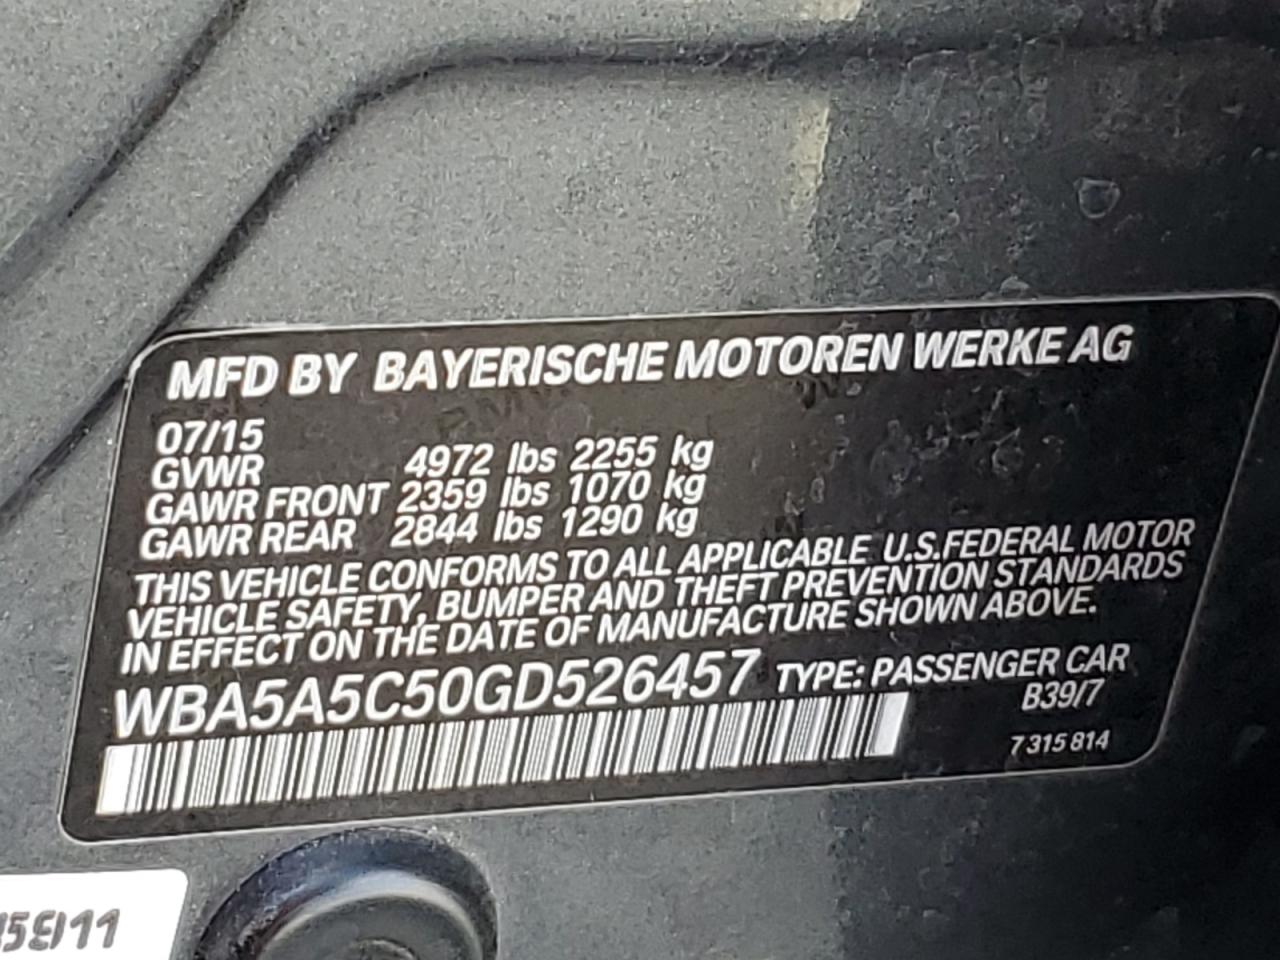 MFD BY BAYERISCHE MOTOREN WERKE AG
07/15
GVWR 4972 lbs 2255 kg
GAWR FRONT 2359 lbs 1070 kg
GAWR REAR 2844 lbs 1290 kg
THIS VEHICLE CONFORMS TO ALL APPLICABLE U.S.FEDERAL MOTOR
VEHICLE SAFETY, BUMPER AND THEFT PREVENTION STANDARDS
IN EFFECT ON THE DATE OF MANUFACTURE SHOWN ABOVE.
WBA5A5C50GD526457 TYPE: PASSENGER CAR
B39/7
7 315 814